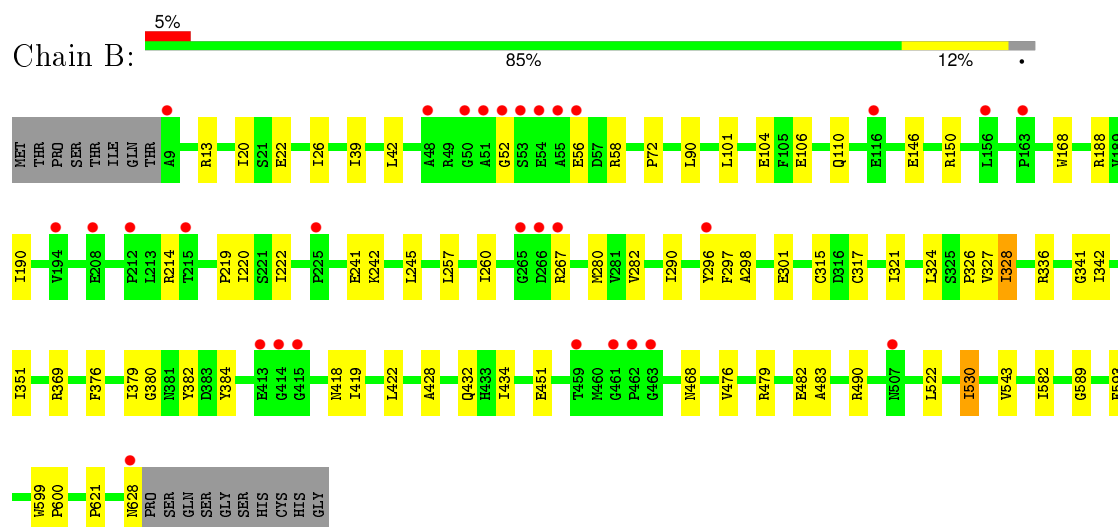 5%
Chain B:
85% 12% •
MET THR PRO SER THR ILE GLN THR A9 R13 I20 S21 E22 I26 I39 L42 A48 R49 G50 A51 G52 S53 E54 A55 E56 D57 R58 P72 L90 L101 E104 F105 E106 Q110 E116 E146 R150 L156 P163 W168 R188 V189
I190 V194 E208 P212 L213 R214 T215 P219 I220 S221 I222 P225 E241 K242 L245 L257 I260 G265 D266 R267 M280 V281 V282 I290 Y296 F297 A298 E301 C315 D316 C317 I321 L324 S325 P326 V327 I328 R336 G341 I342
I351 R369 F376 I379 G380 N381 Y382 D383 Y384 E413 G414 G415 N418 I419 L422 A428 Q432 H433 I434 E451 T459 M460 G461 P462 G463 N468 V476 R479 E482 A483 R490 N507 L522 I530 V543 I582 G589
W599 P600 P621 N628 PRO SER GLN SER GLY SER HIS CYS HIS GLY